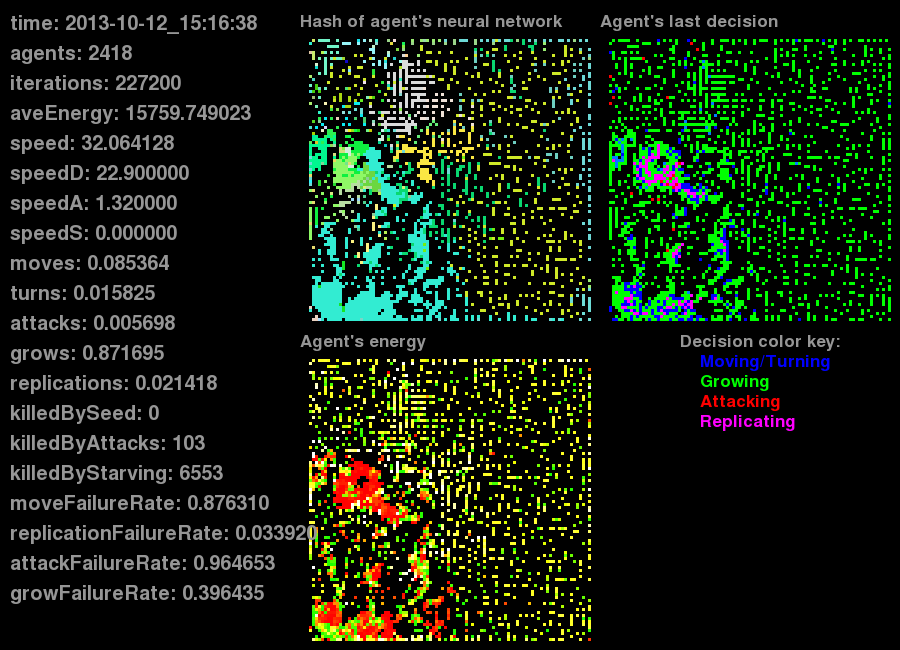 time: 2013-10-12_15:16:38
agents: 2418
iterations: 227200
aveEnergy: 15759.749023
speed: 32.064128
speedD: 22.900000
speedA: 1.320000
speedS: 0.000000
moves: 0.085364
turns: 0.015825
attacks: 0.005698
grows: 0.871695
replications: 0.021418
killedBySeed: 0
killedByAttacks: 103
killedByStarving: 6553
moveFailureRate: 0.876310
replicationFailureRate: 0.033920
attackFailureRate: 0.964653
growFailureRate: 0.396435
Hash of agent's neural network
Agent's last decision
Agent's energy
Decision color key:
Moving/Turning
Growing
Attacking
Replicating